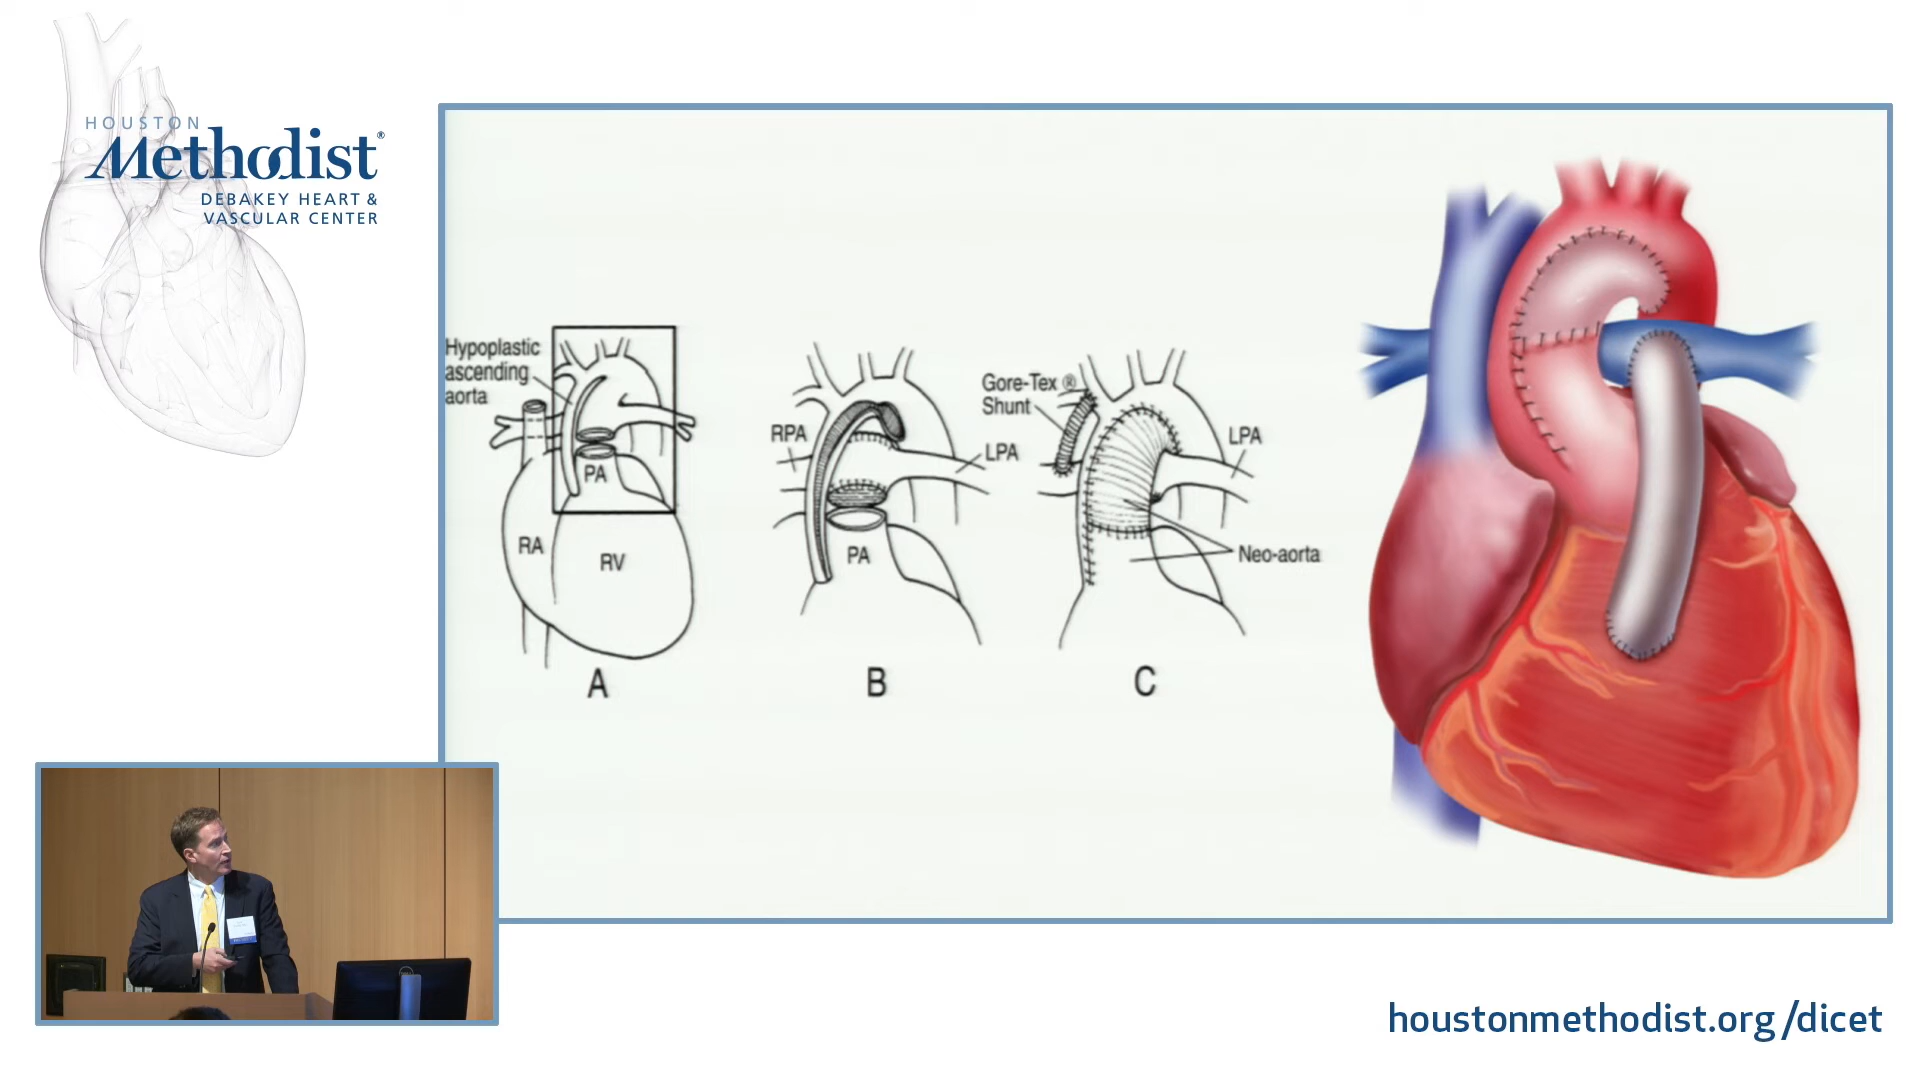 HOUSTON
Methodist®
DEBAKEY HEART &
VASCULAR CENTER
Hypoplastic
ascending
aorta
PA
RA
RV
A
RPA
LPA
PA
B
Gore-Tex ®
Shunt
LPA
Neo-aorta
C
houstonmethodist.org/dicet